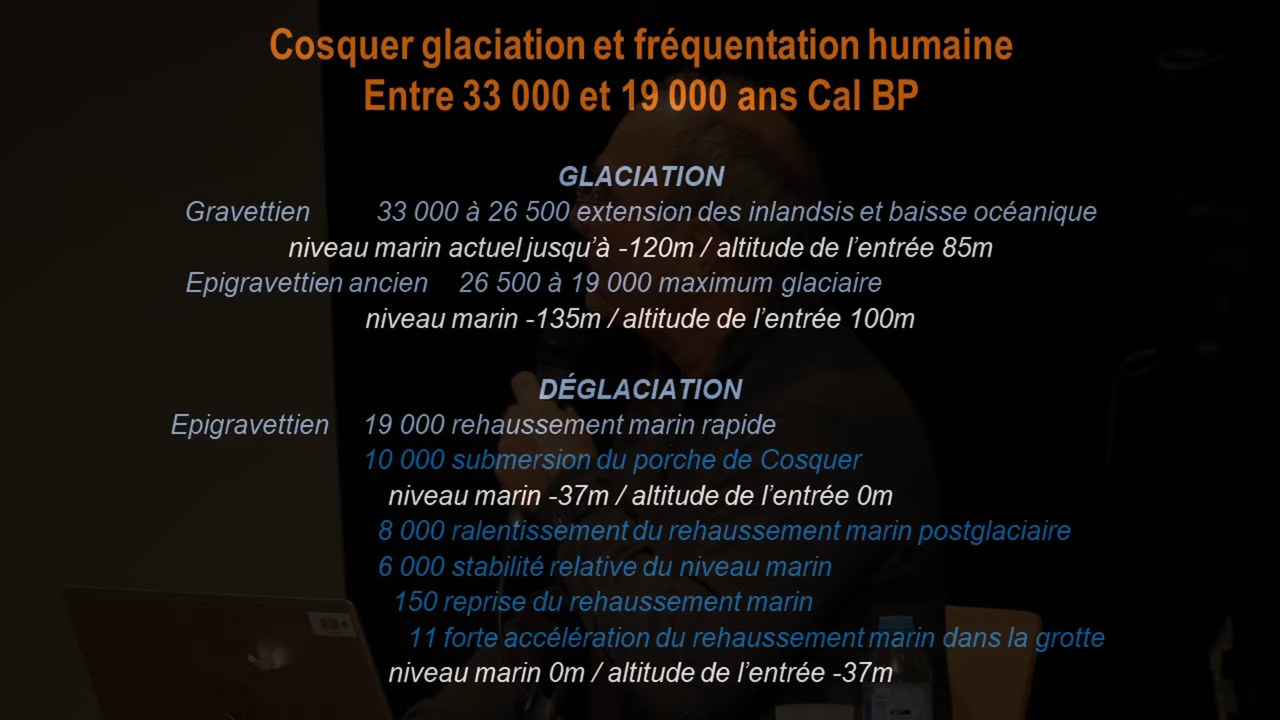 Cosquer glaciation et fréquentation humaine
Entre 33 000 et 19 000 ans Cal BP
GLACIATION
Gravettien 33 000 à 26 500 extension des inlandsis et baisse océanique
niveau marin actuel jusqu'à -120m / altitude de l'entrée 85m
Epigravettien ancien 26 500 à 19 000 maximum glaciaire
niveau marin -135m / altitude de l'entrée 100m
DÉGLACIATION
Epigravettien 19 000 rehaussement marin rapide
10 000 submersion du porche de Cosquer
niveau marin -37m / altitude de l'entrée 0m
8 000 ralentissement du rehaussement marin postglaciaire
6 000 stabilité relative du niveau marin
150 reprise du rehaussement marin
11 forte accélération du rehaussement marin dans la grotte
niveau marin 0m / altitude de l'entrée -37m